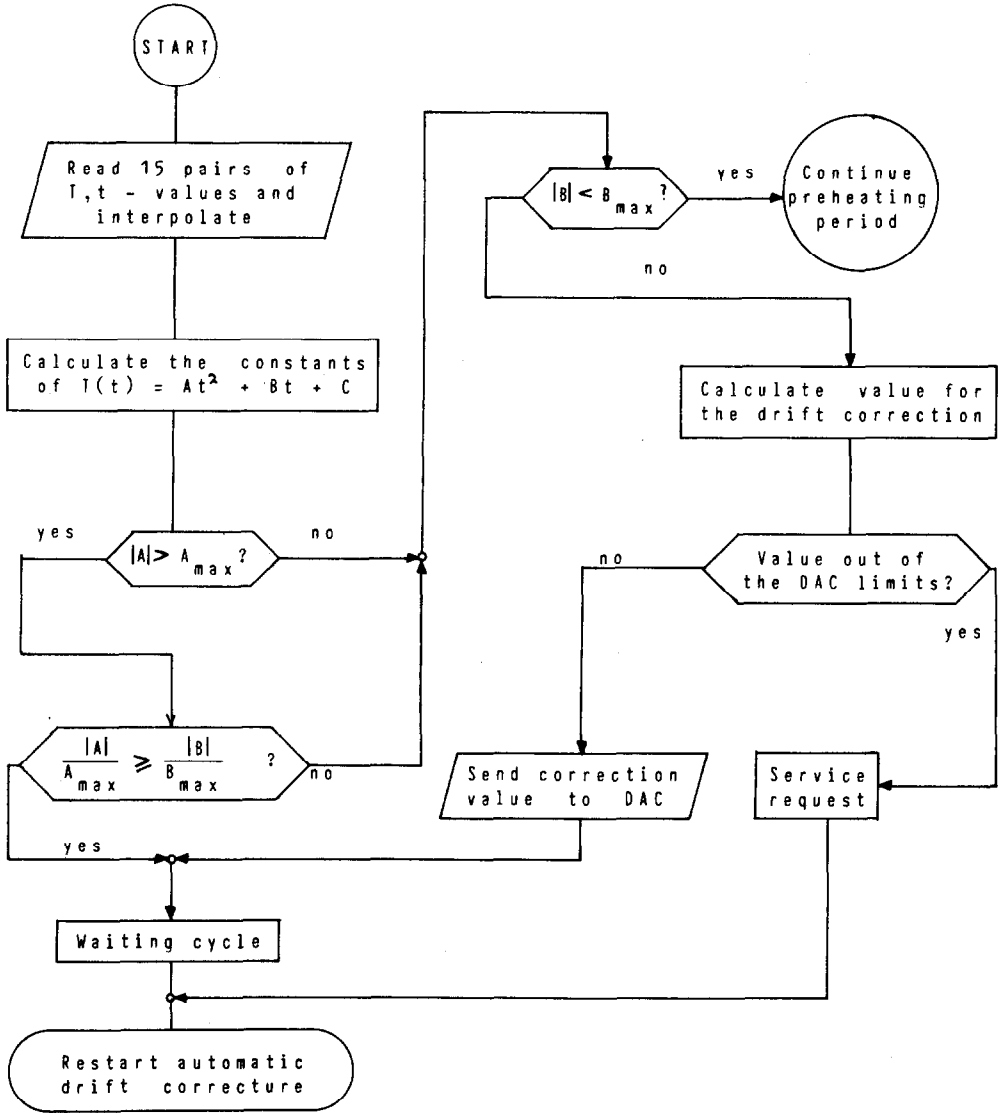 START
Read 15 pairs of
T,t - values and
interpolate
Calculate the constants
of T(t) = At² + Bt + C
yes
|A| > A max ?
no
|A| / A max ⩾ |B| / B max ?
no
yes
Waiting cycle
Restart automatic
drift correcture
|B| < B max ?
yes
Continue
preheating
period
no
Calculate value for
the drift correction
no
Value out of
the DAC limits?
yes
Send correction
value to DAC
Service
request